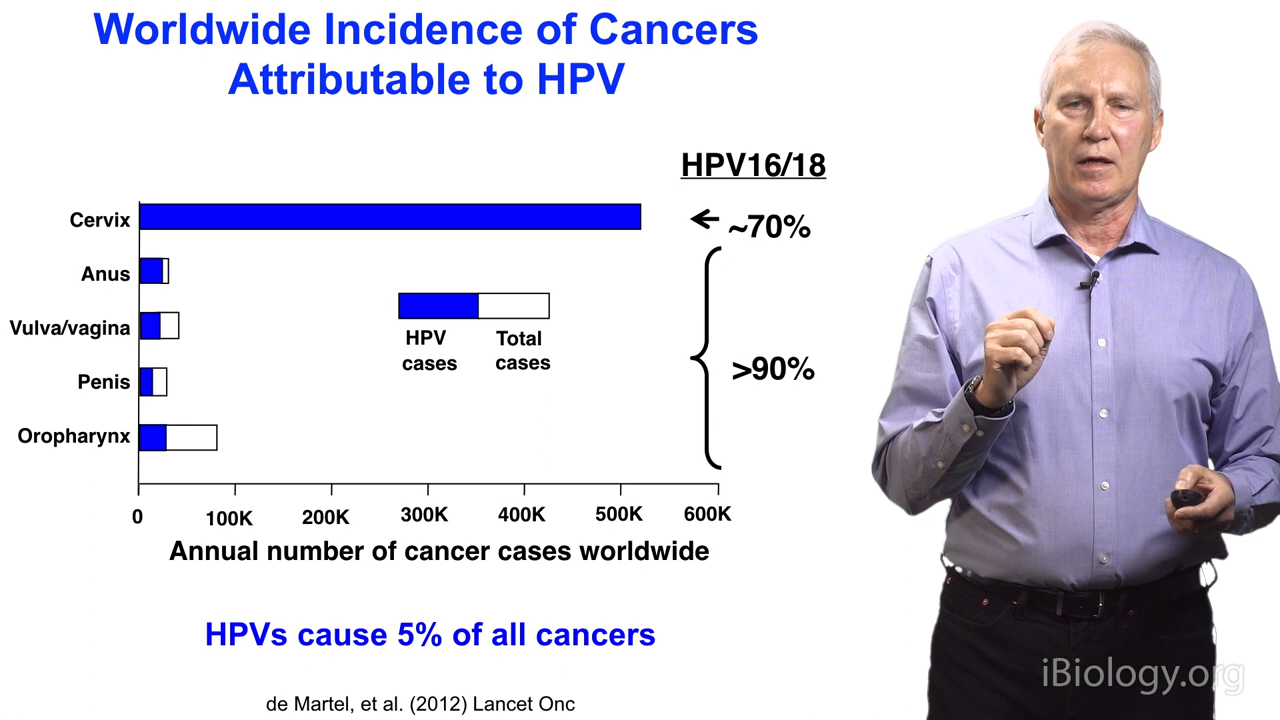 Worldwide Incidence of Cancers
Attributable to HPV
HPV16/18
Cervix
~70%
Anus
Vulva/vagina
HPV
cases
Total
cases
>90%
Penis
Oropharynx
0 100K 200K 300K 400K 500K 600K
Annual number of cancer cases worldwide
HPVs cause 5% of all cancers
de Martel, et al. (2012) Lancet Onc
iBiology.org